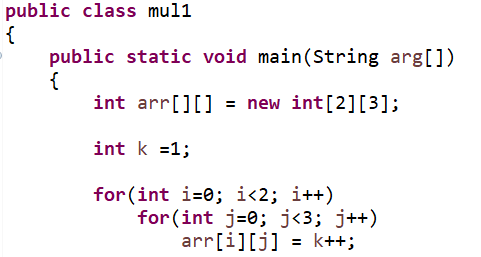 public class mul1
{
    public static void main(String arg[])
    {
        int arr[][] = new int[2][3];
        int k =1;
        for(int i=0; i<2; i++)
            for(int j=0; j<3; j++)
                arr[i][j] = k++;